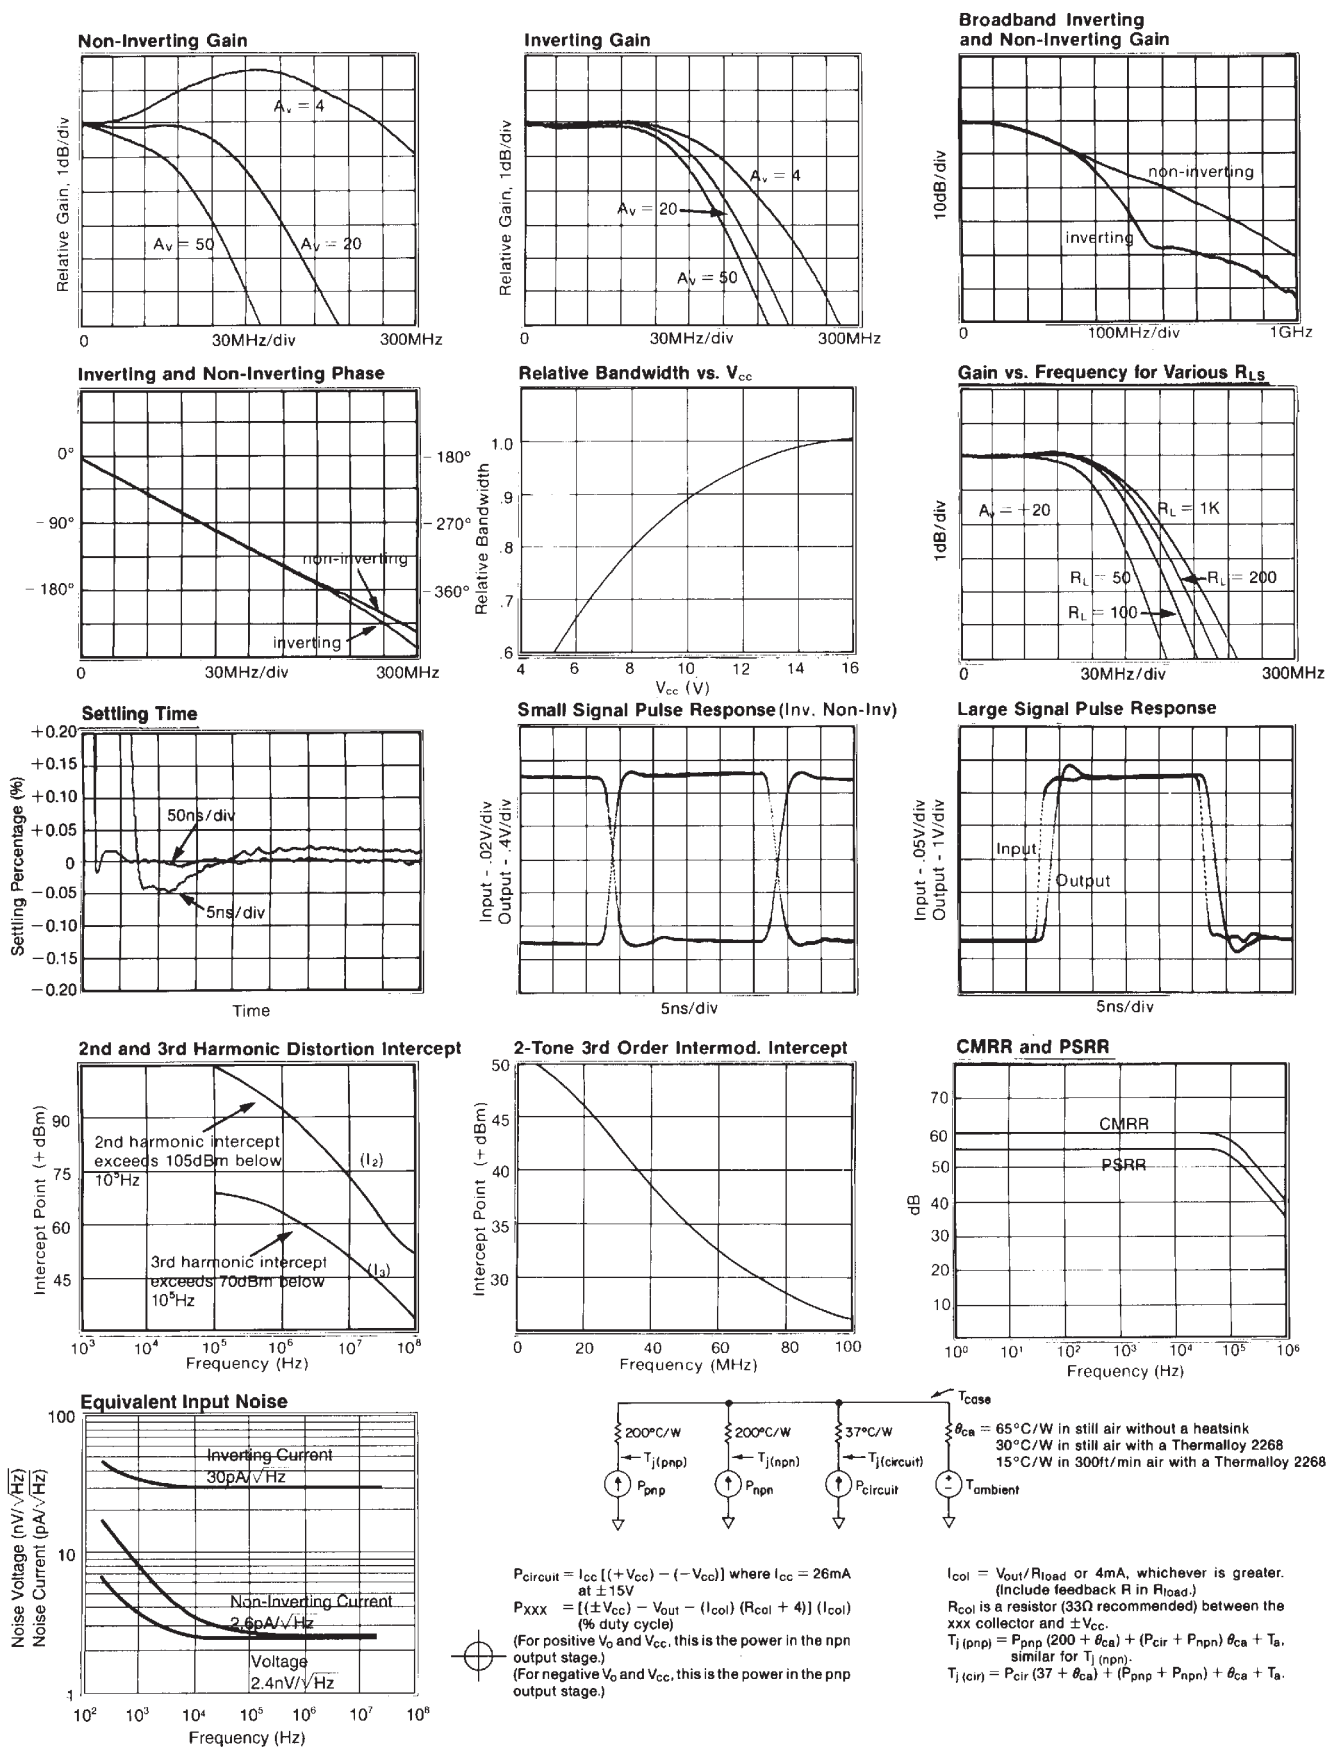 Non-Inverting Gain
Relative Gain, 1dB/div
Av = 4
Av = 50
Av = 20
0
30MHz/div
300MHz
Inverting Gain
Relative Gain, 1dB/div
Av = 4
Av = 20
Av = 50
0
30MHz/div
300MHz
Broadband Inverting
and Non-Inverting Gain
10dB/div
non-inverting
inverting
0
100MHz/div
1GHz
Inverting and Non-Inverting Phase
0°
-90°
-180°
-180°
-270°
-360°
non-inverting
inverting
0
30MHz/div
300MHz
Relative Bandwidth vs. Vcc
Relative Bandwidth
1.0
.9
.8
.7
.6
4 6 8 10 12 14 16
Vcc (V)
Gain vs. Frequency for Various RLS
1dB/div
Av = +20
RL = 1K
RL = 50
RL = 200
RL = 100
0
30MHz/div
300MHz
Settling Time
Settling Percentage (%)
+0.20
+0.15
+0.10
+0.05
0
-0.05
-0.10
-0.15
-0.20
50ns/div
5ns/div
Time
Small Signal Pulse Response (Inv. Non-Inv)
Input - .02V/div
Output - .4V/div
5ns/div
Large Signal Pulse Response
Input - .05V/div
Output - 1V/div
Input
Output
5ns/div
2nd and 3rd Harmonic Distortion Intercept
Intercept Point (+dBm)
90
75
60
45
2nd harmonic intercept
exceeds 105dBm below
10⁵Hz
(I₂)
3rd harmonic intercept
exceeds 70dBm below
10⁵Hz
(I₃)
10³ 10⁴ 10⁵ 10⁶ 10⁷ 10⁸
Frequency (Hz)
2-Tone 3rd Order Intermod. Intercept
Intercept Point (+dBm)
50
45
40
35
30
0 20 40 60 80 100
Frequency (MHz)
CMRR and PSRR
dB
70
60
50
40
30
20
10
CMRR
PSRR
10⁰ 10¹ 10² 10³ 10⁴ 10⁵ 10⁶
Frequency (Hz)
Equivalent Input Noise
Noise Voltage (nV/√Hz)
Noise Current (pA/√Hz)
100
10
1
Inverting Current
30pA/√Hz
Non-Inverting Current
2.6pA/√Hz
Voltage
2.4nV/√Hz
10² 10³ 10⁴ 10⁵ 10⁶ 10⁷ 10⁸
Frequency (Hz)
Tcase
200°C/W
200°C/W
37°C/W
θca = 65°C/W in still air without a heatsink
30°C/W in still air with a Thermalloy 2268
15°C/W in 300ft/min air with a Thermalloy 2268
Tj(pnp)
Tj(npn)
Tj(circuit)
Ppnp
Pnpn
Pcircuit
Tambient
Pcircuit = Icc [(+Vcc) − (−Vcc)] where Icc = 26mA
at ±15V
Pxxx = [(±Vcc) − Vout − (Icol) (Rcol + 4)] (Icol)
(% duty cycle)
(For positive Vo and Vcc, this is the power in the npn
output stage.)
(For negative Vo and Vcc, this is the power in the pnp
output stage.)
Icol = Vout/Rload or 4mA, whichever is greater.
(Include feedback R in Rload.)
Rcol is a resistor (33Ω recommended) between the
xxx collector and ±Vcc.
Tj (pnp) = Ppnp (200 + θca) + (Pcir + Pnpn) θca + Ta,
similar for Tj (npn).
Tj (cir) = Pcir (37 + θca) + (Ppnp + Pnpn) + θca + Ta.